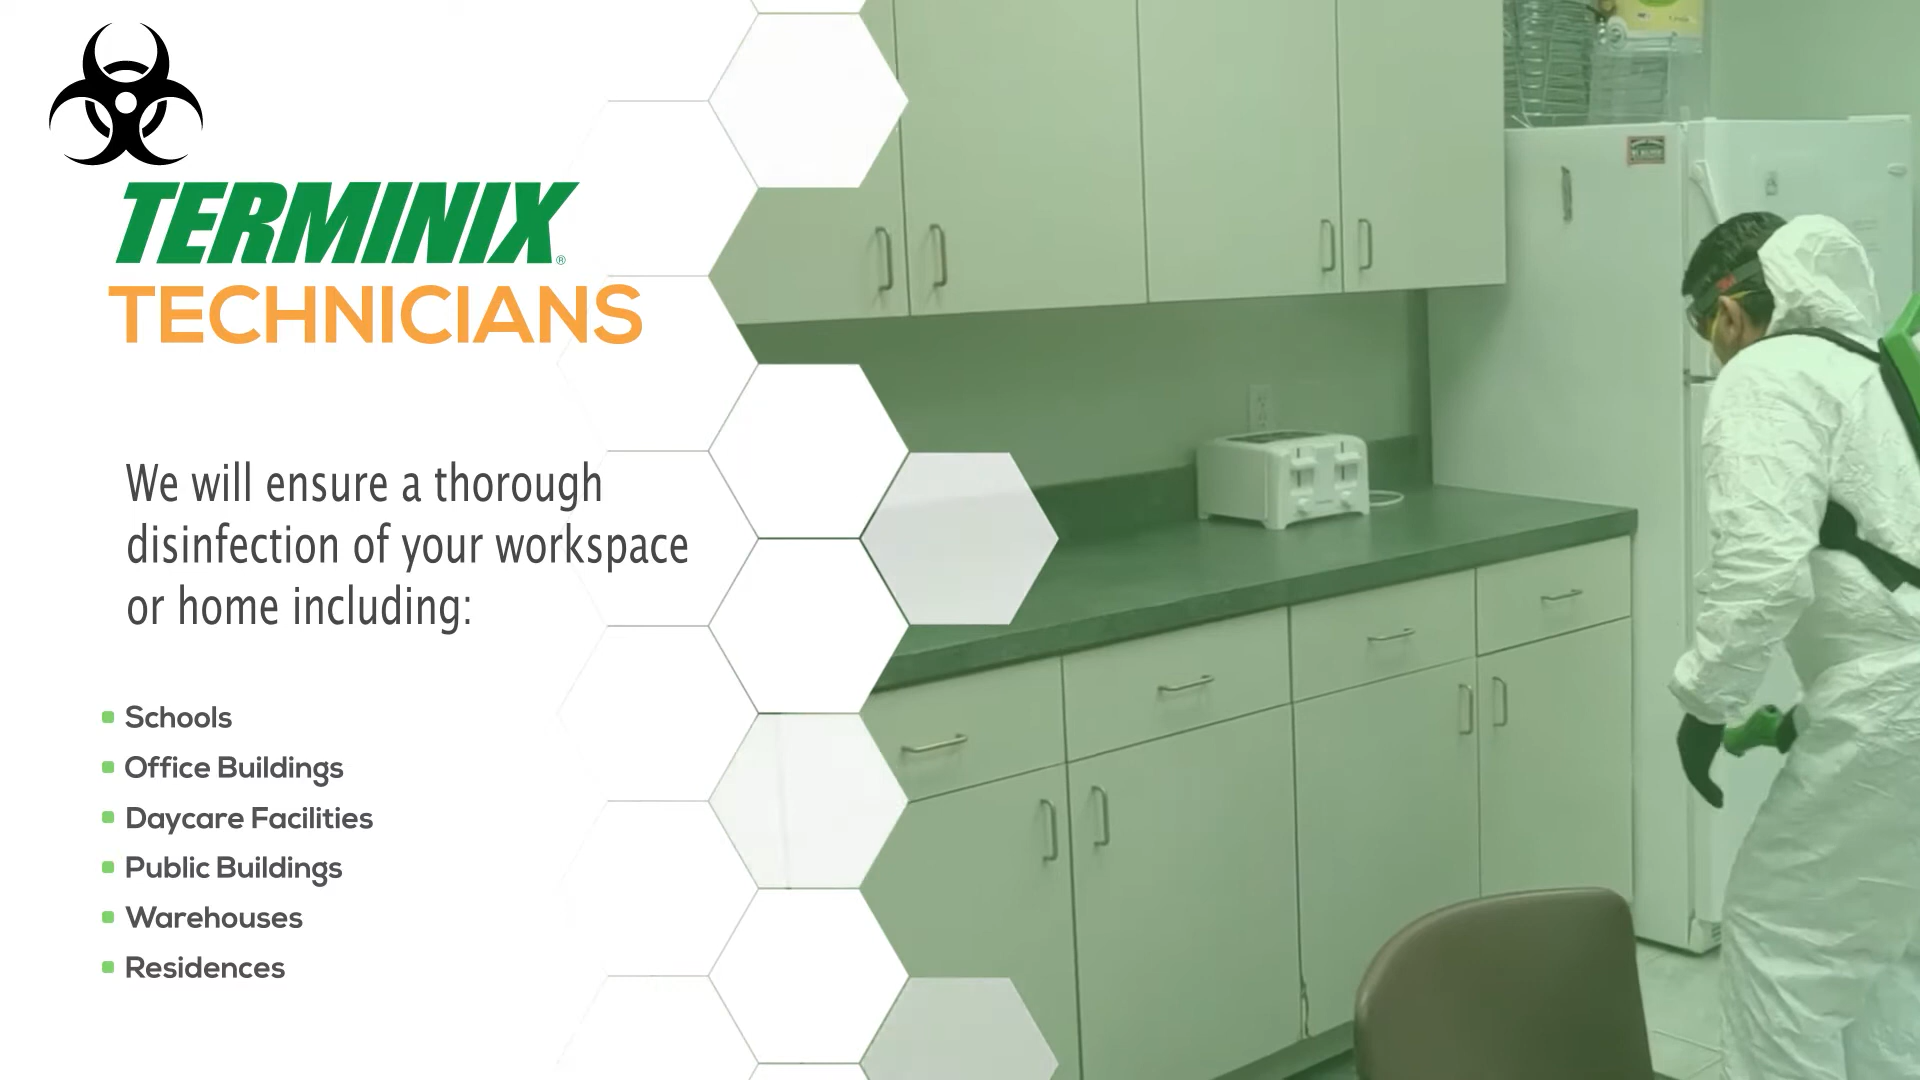 TERMINIX®
TECHNICIANS
We will ensure a thorough
disinfection of your workspace
or home including:
Schools
Office Buildings
Daycare Facilities
Public Buildings
Warehouses
Residences